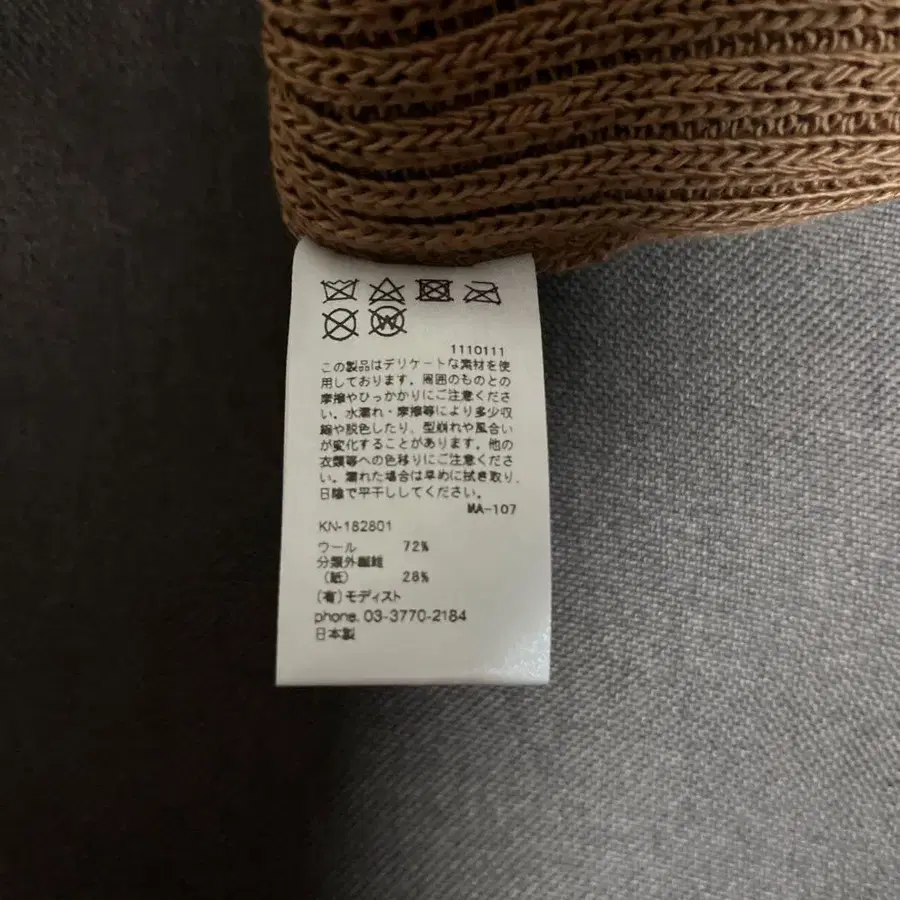 1110111
この製品はデリケートな素材を使
用しております。周囲のものとの
摩擦やひっかかりにご注意くださ
い。水濡れ・摩擦等により多少収
縮や脱色したり、型崩れや風合い
が変化することがあります。他の
衣類等への色移りにご注意くださ
い。濡れた場合は早めに拭き取り、
日陰で平干ししてください。
MA-107
KN-182801
ウール 72%
分類外繊維
(紙) 28%
(有)モディスト
phone. 03-3770-2184
日本製